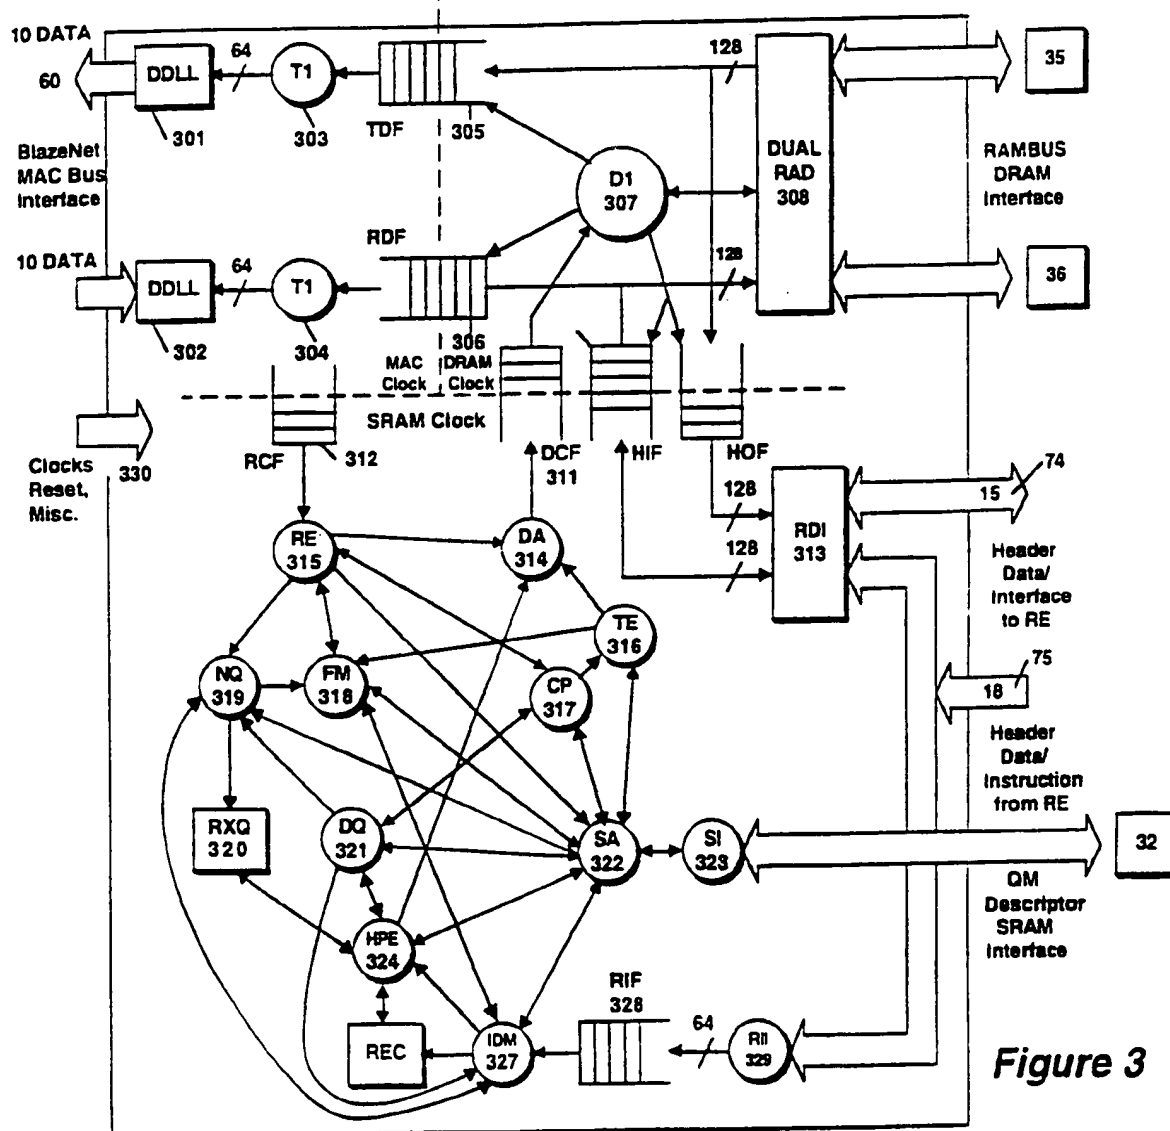 10 DATA
60
DDLL
301
64
T1
303
TDF
305
128
DUAL
RAD
308
35
BlazeNet
MAC Bus
Interface
D1
307
RAMBUS
DRAM
Interface
10 DATA
DDLL
302
64
T1
304
RDF
306
128
36
MAC
Clock
DRAM
Clock
SRAM Clock
Clocks
Reset,
Misc.
330
RCF
312
DCF
311
HIF
HOF
128
128
RDI
313
15
74
Header
Data/
Interface
to RE
RE
315
DA
314
TE
316
NQ
319
FM
318
CP
317
18
75
Header
Data/
Instruction
from RE
RXQ
320
DQ
321
SA
322
SI
323
32
QM
Descriptor
SRAM
Interface
HPE
324
RIF
328
REC
IDM
327
64
RII
329
Figure 3